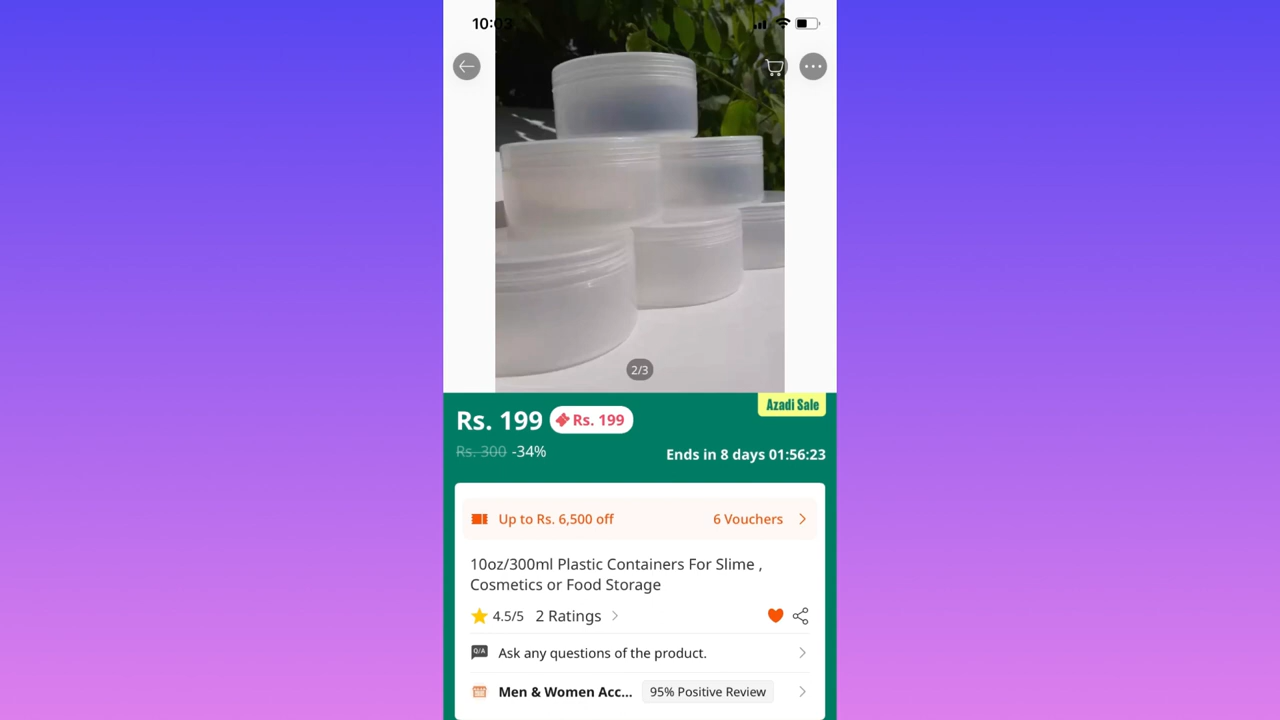 10:03
2/3
Azadi Sale
Rs. 199 Rs. 199
Rs. 300 -34%
Ends in 8 days 01:56:23
Up to Rs. 6,500 off 6 Vouchers
10oz/300ml Plastic Containers For Slime ,
Cosmetics or Food Storage
4.5/5 2 Ratings
Q/A Ask any questions of the product.
Men & Women Acc... 95% Positive Review